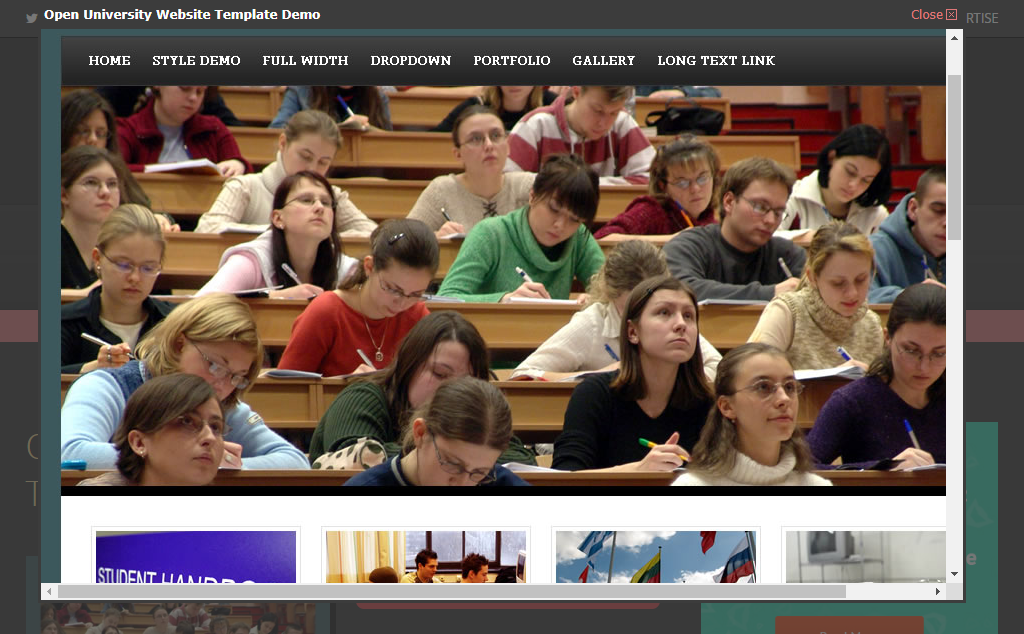 Open University Website Template Demo
Close
RTISE
HOME STYLE DEMO FULL WIDTH DROPDOWN PORTFOLIO GALLERY LONG TEXT LINK
STUDENT HANDBO